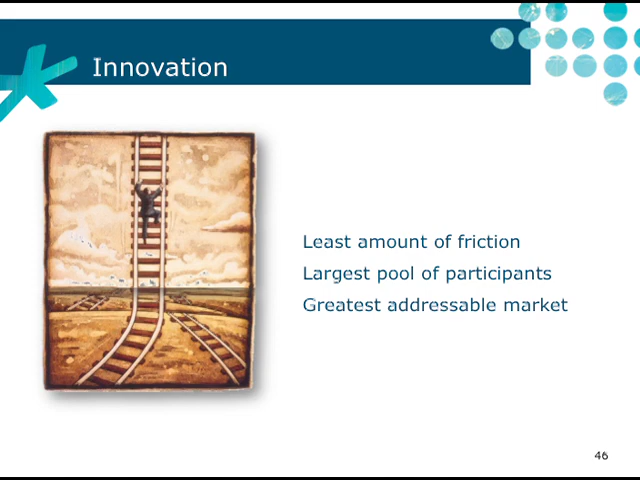 Innovation
Least amount of friction
Largest pool of participants
Greatest addressable market
46